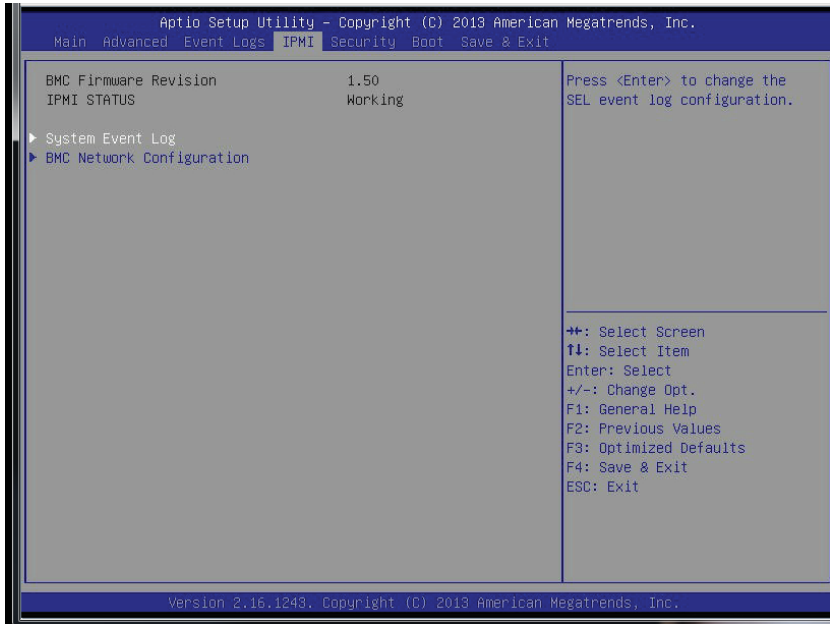 Aptio Setup Utility – Copyright (C) 2013 American Megatrends, Inc.
Main Advanced Event Logs IPMI Security Boot Save & Exit
BMC Firmware Revision 1.50
IPMI STATUS Working
System Event Log
BMC Network Configuration
Press <Enter> to change the
SEL event log configuration.
→←: Select Screen
↑↓: Select Item
Enter: Select
+/-: Change Opt.
F1: General Help
F2: Previous Values
F3: Optimized Defaults
F4: Save & Exit
ESC: Exit
Version 2.16.1243. Copyright (C) 2013 American Megatrends, Inc.